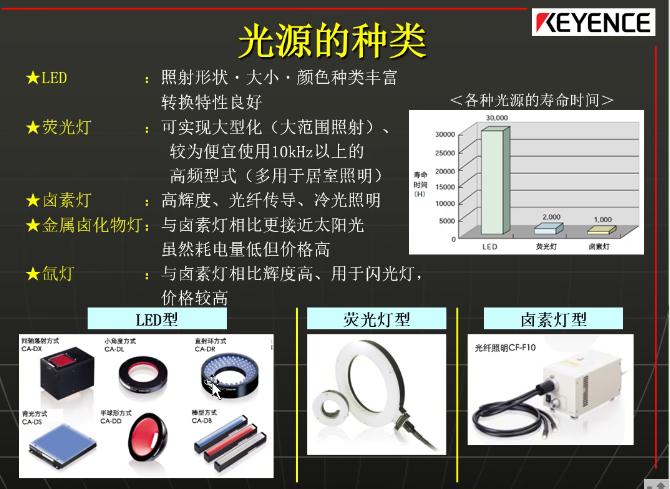 KEYENCE
光源的种类
★LED ：照射形状·大小·颜色种类丰富
转换特性良好
★荧光灯 ：可实现大型化（大范围照射）、
较为便宜使用10kHz以上的
高频型式（多用于居室照明）
★卤素灯 ：高辉度、光纤传导、冷光照明
★金属卤化物灯：与卤素灯相比更接近太阳光
虽然耗电量低但价格高
★氙灯 ：与卤素灯相比辉度高、用于闪光灯，
价格较高
＜各种光源的寿命时间＞
30,000
30000
25000
20000
15000
10000
5000
0
寿命
时间
(H)
2,000
1,000
LED 荧光灯 卤素灯
LED型
同轴落射方式
CA-DX
小角度方式
CA-DL
直射环方式
CA-DR
背光方式
CA-DS
半球形方式
CA-DD
棒型方式
CA-DB
荧光灯型
卤素灯型
光纤照明CF-F10